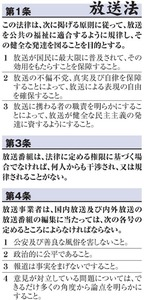 第1条
放送法
この法律は、次に掲げる原則に従って、放送
を公共の福祉に適合するように規律し、そ
の健全な発達を図ることを目的とする。
1 放送が国民に最大限に普及されて、その
効用をもたらすことを保障すること。
2 放送の不偏不党、真実及び自律を保障
することによって、放送による表現の自由
を確保すること。
3 放送に携わる者の職責を明らかにするこ
とによって、放送が健全な民主主義の発
達に資するようにすること。
第3条
放送番組は、法律に定める権限に基づく場
合でなければ、何人からも干渉され、又は規
律されることがない。
第4条
放送事業者は、国内放送及び内外放送の
放送番組の編集に当たっては、次の各号の
定めるところによらなければならない。
1 公安及び善良な風俗を害しないこと。
2 政治的に公平であること。
3 報道は事実をまげないですること。
4 意見が対立している問題については、で
きるだけ多くの角度から論点を明らかに
すること。